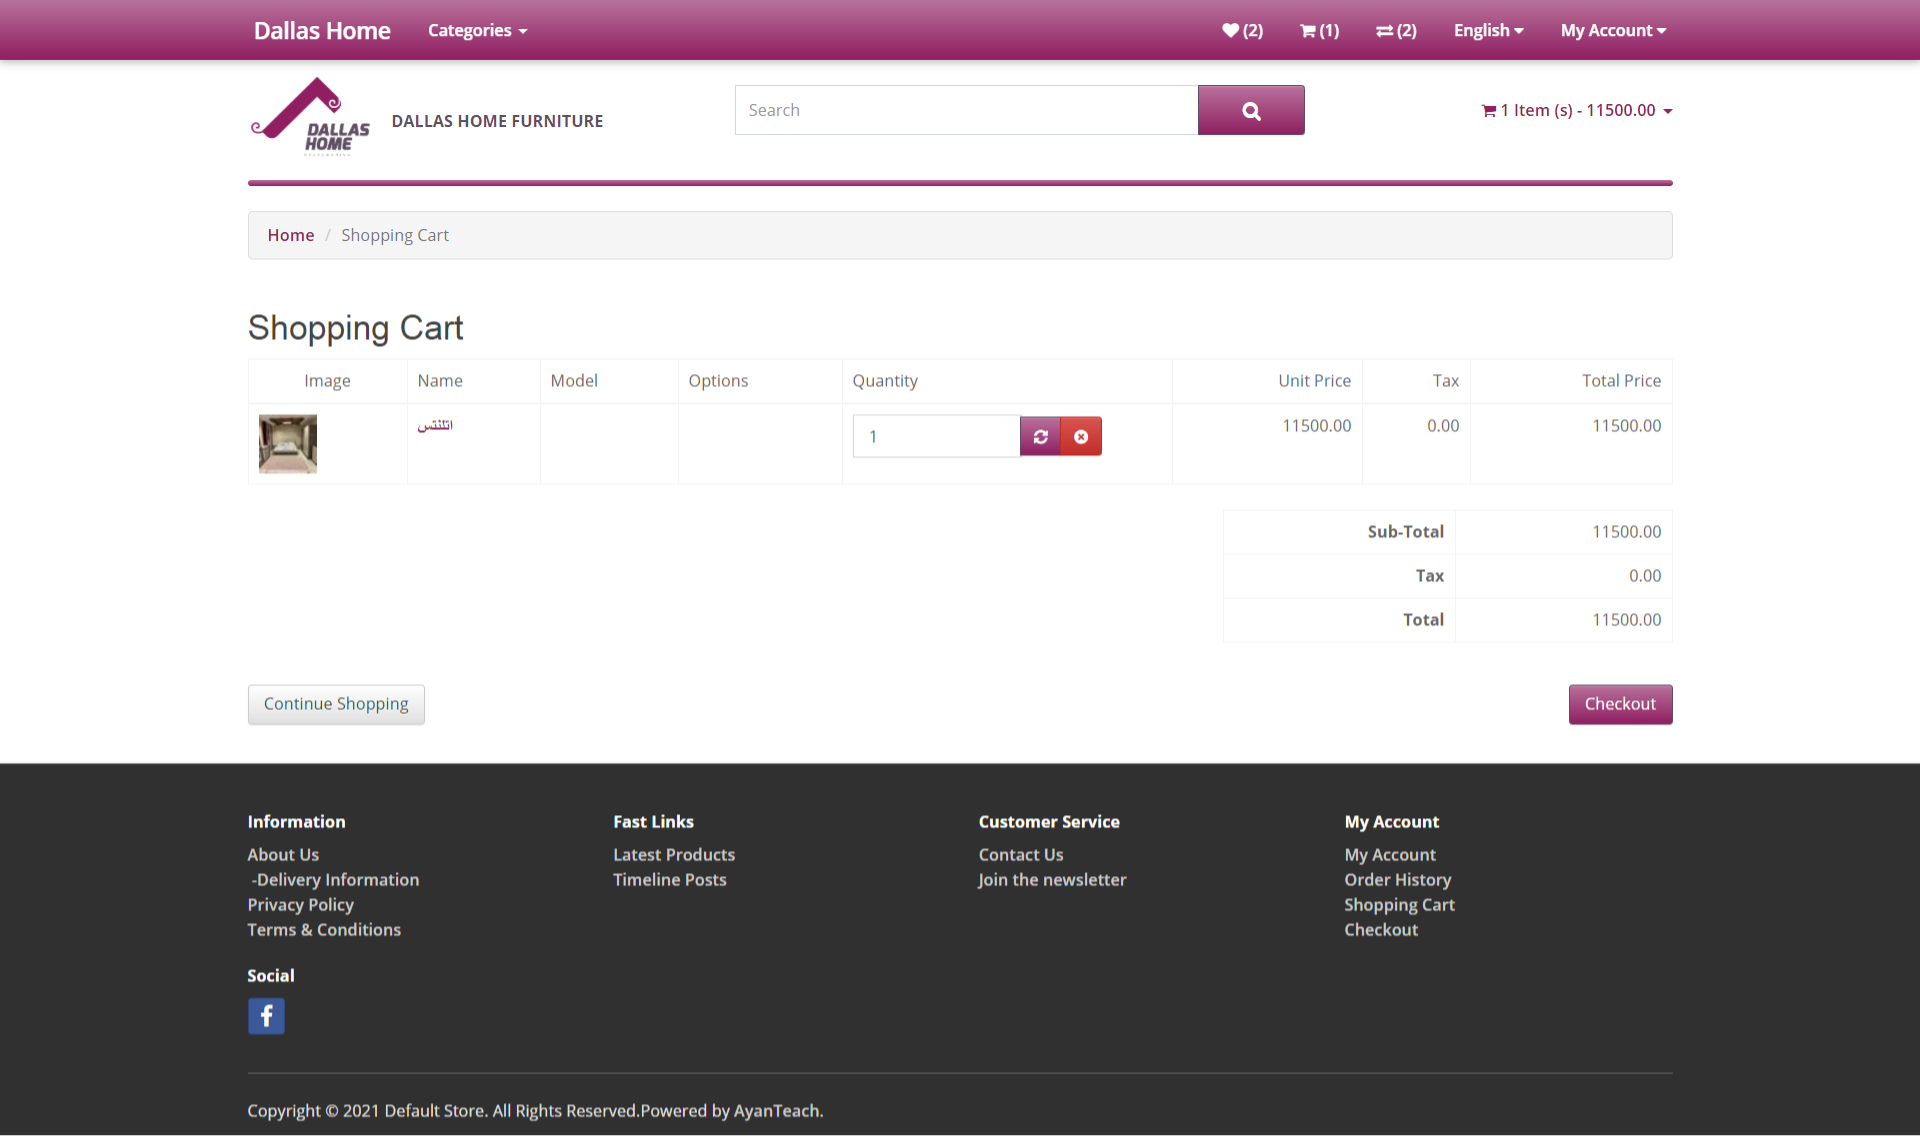 Dallas Home Categories (2) (1) (2) English My Account
DALLAS HOME
DALLAS HOME FURNITURE
Search
1 Item (s) - 11500.00
Home / Shopping Cart
Shopping Cart
Image Name Model Options Quantity Unit Price Tax Total Price
اتلنتس 1 11500.00 0.00 11500.00
Sub-Total 11500.00
Tax 0.00
Total 11500.00
Continue Shopping Checkout
Information
About Us
-Delivery Information
Privacy Policy
Terms & Conditions
Fast Links
Latest Products
Timeline Posts
Customer Service
Contact Us
Join the newsletter
My Account
My Account
Order History
Shopping Cart
Checkout
Social
Copyright © 2021 Default Store. All Rights Reserved.Powered by AyanTeach.